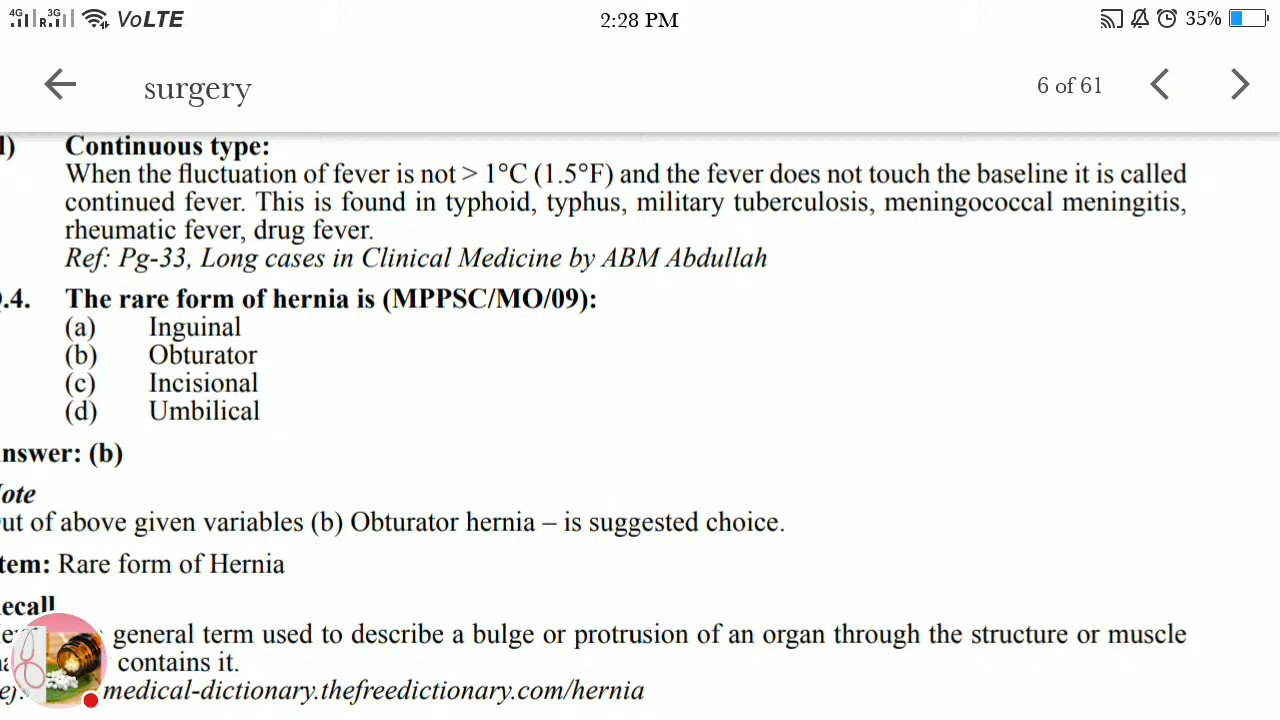 4G R 3G VoLTE 2:28 PM 35%
surgery 6 of 61
Continuous type:
When the fluctuation of fever is not > 1°C (1.5°F) and the fever does not touch the baseline it is called
continued fever. This is found in typhoid, typhus, military tuberculosis, meningococcal meningitis,
rheumatic fever, drug fever.
Ref: Pg-33, Long cases in Clinical Medicine by ABM Abdullah
.4. The rare form of hernia is (MPPSC/MO/09):
(a) Inguinal
(b) Obturator
(c) Incisional
(d) Umbilical
nswer: (b)
ote
ut of above given variables (b) Obturator hernia – is suggested choice.
tem: Rare form of Hernia
ecall
general term used to describe a bulge or protrusion of an organ through the structure or muscle
contains it.
medical-dictionary.thefreedictionary.com/hernia